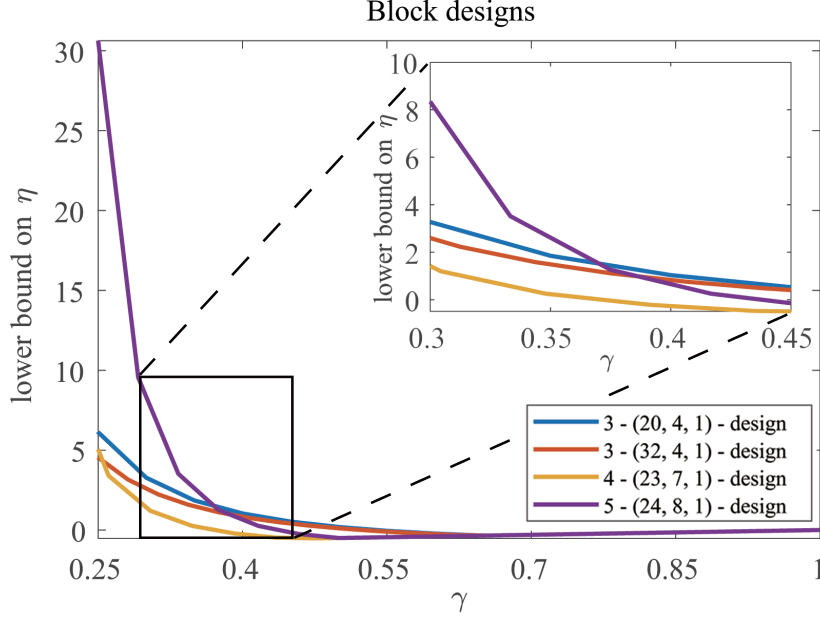 Block designs
30
25
20
15
10
5
0
lower bound on η
0.25
0.4
0.55
0.7
0.85
1
γ
10
8
6
4
2
0
lower bound on η
0.3
0.35
0.4
0.45
γ
3 - (20, 4, 1) - design
3 - (32, 4, 1) - design
4 - (23, 7, 1) - design
5 - (24, 8, 1) - design